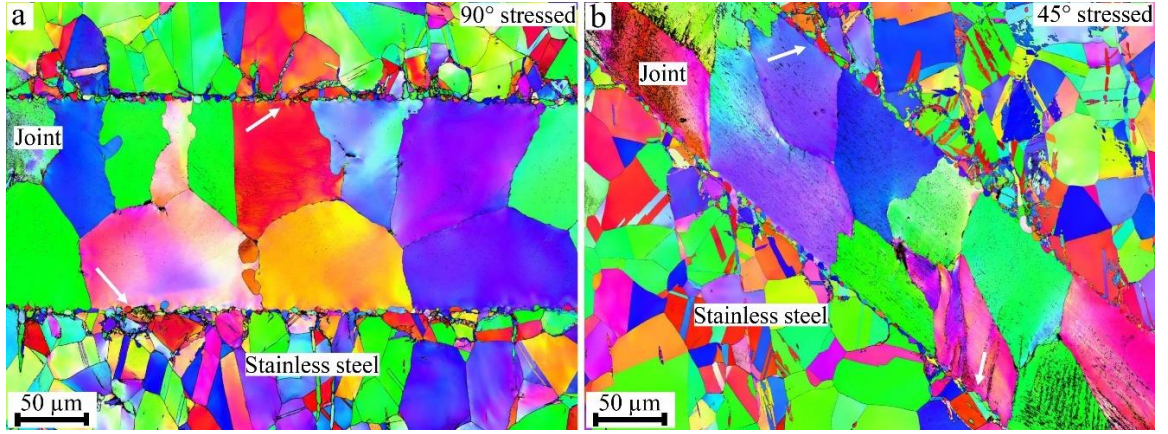 a
90° stressed
Joint
Stainless steel
50 µm
b
45° stressed
Joint
Stainless steel
50 µm